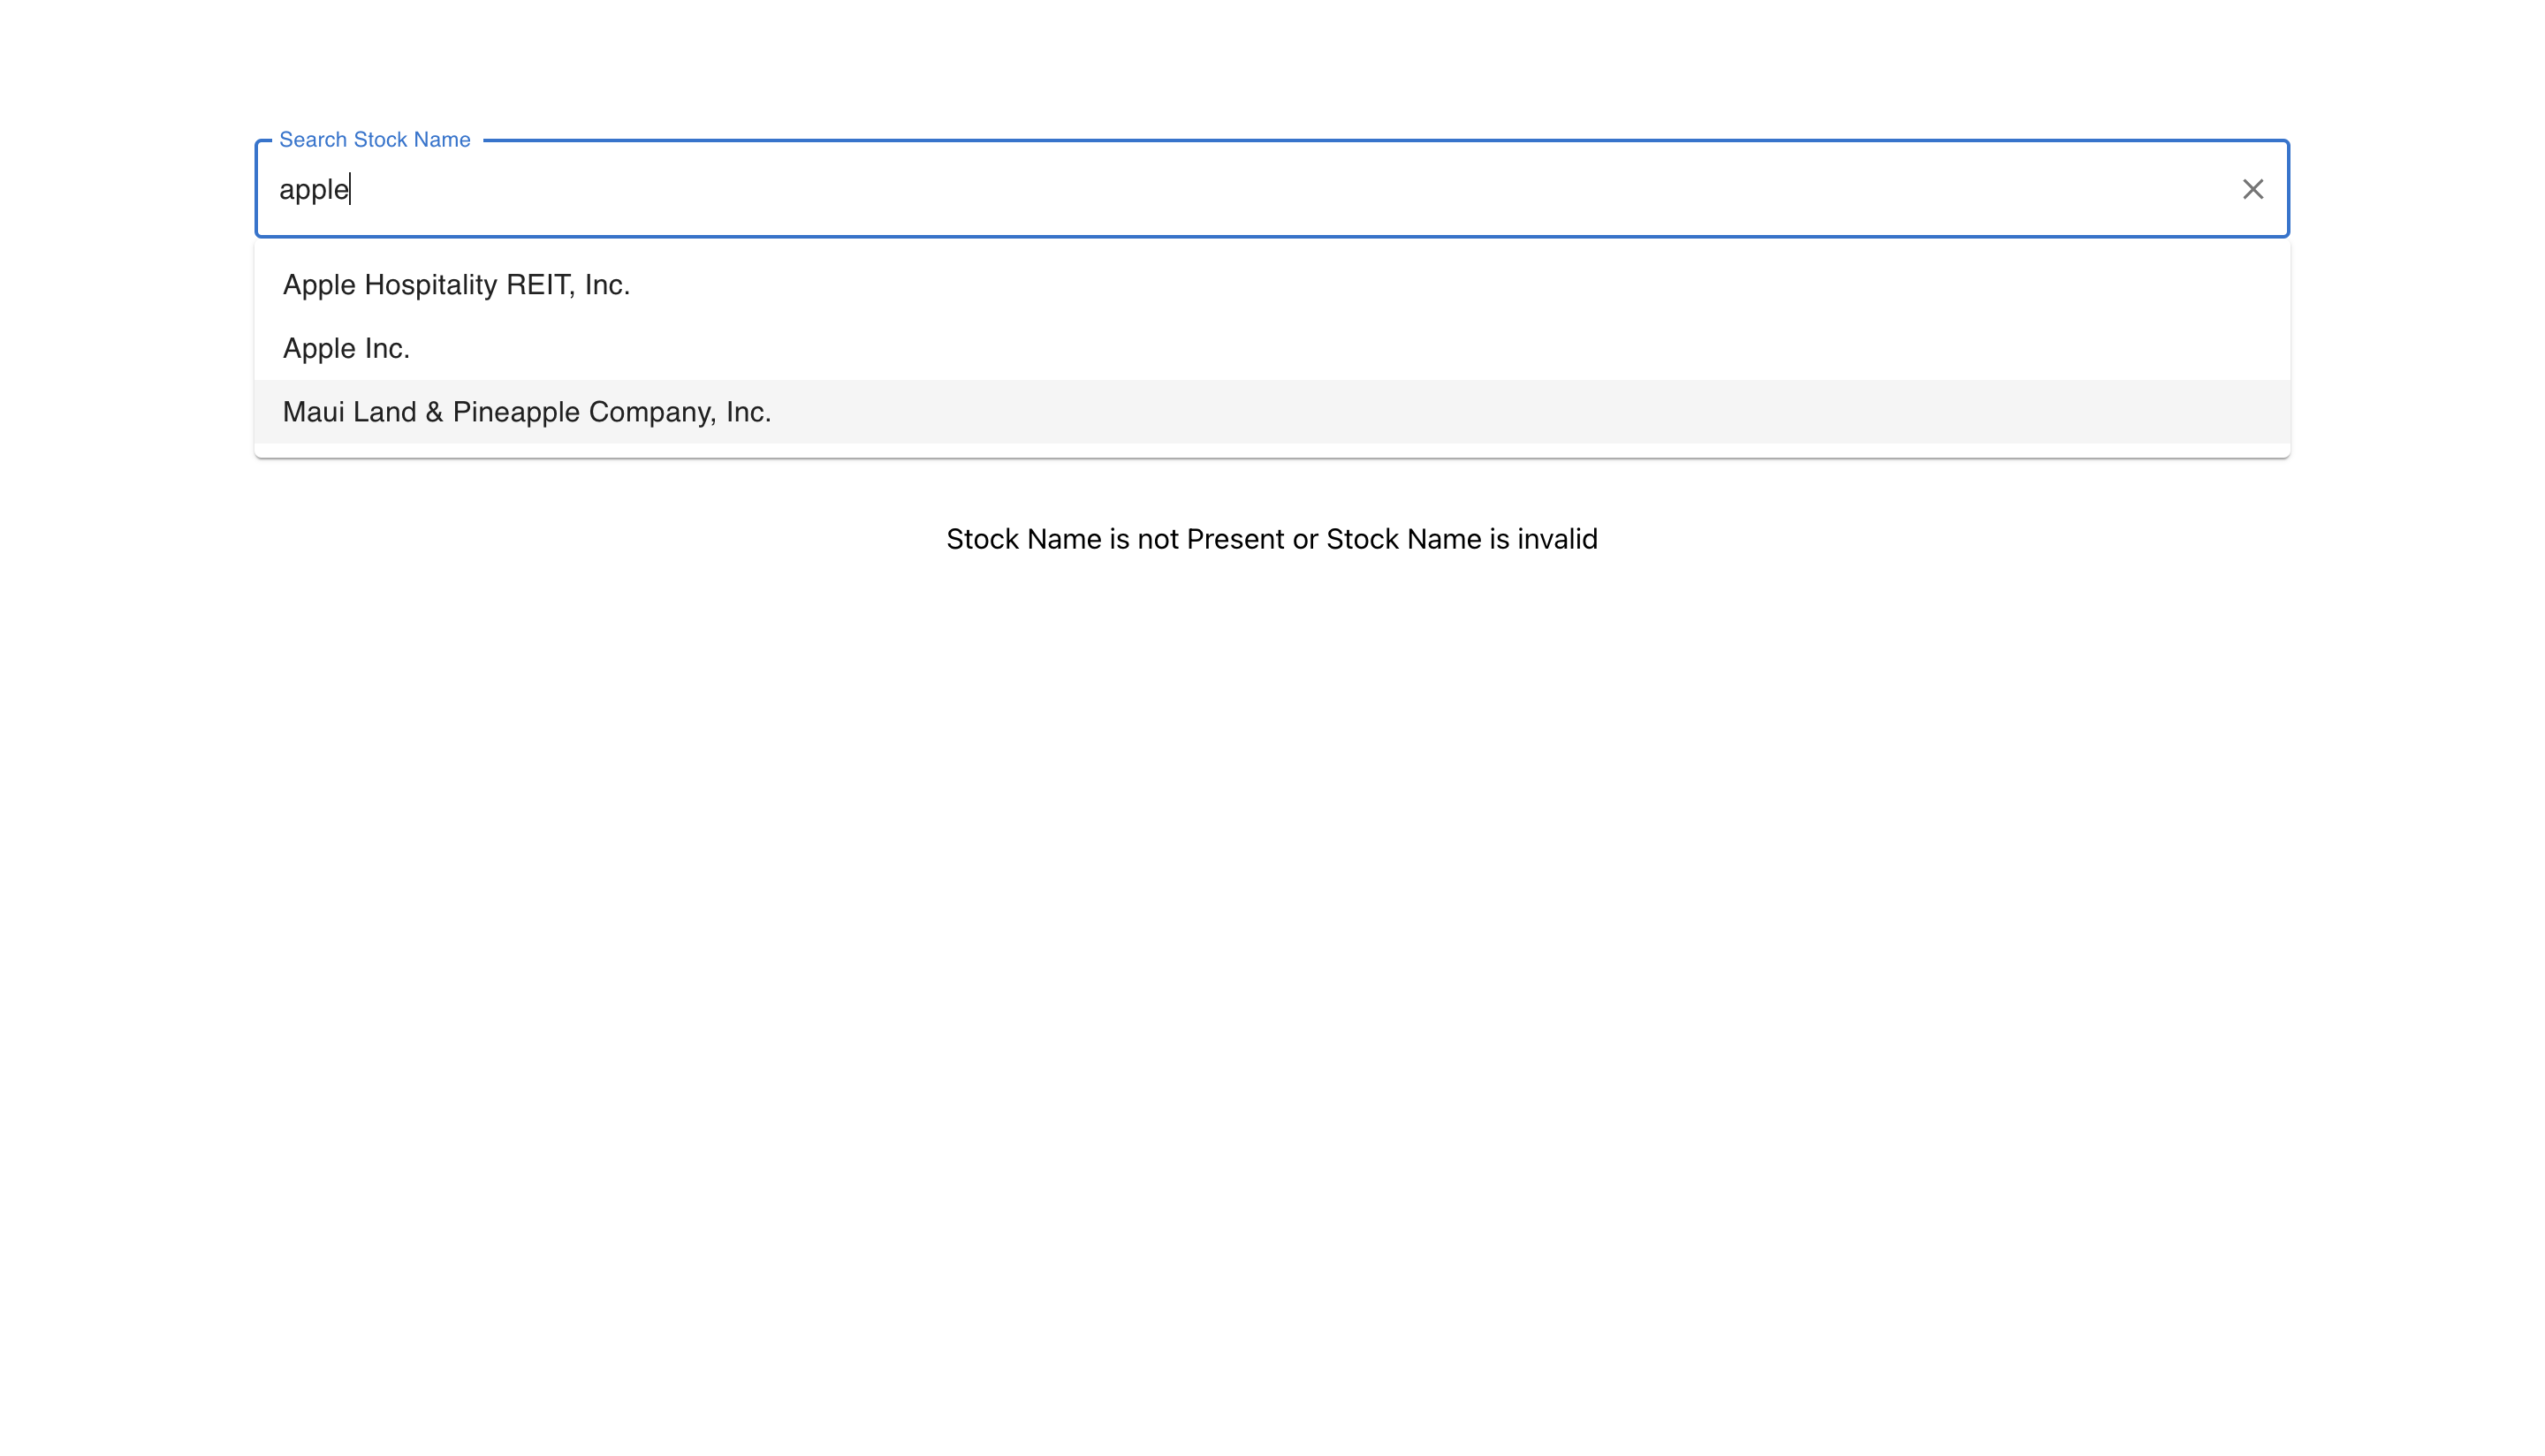 Search Stock Name
apple
Apple Hospitality REIT, Inc.
Apple Inc.
Maui Land & Pineapple Company, Inc.
Stock Name is not Present or Stock Name is invalid